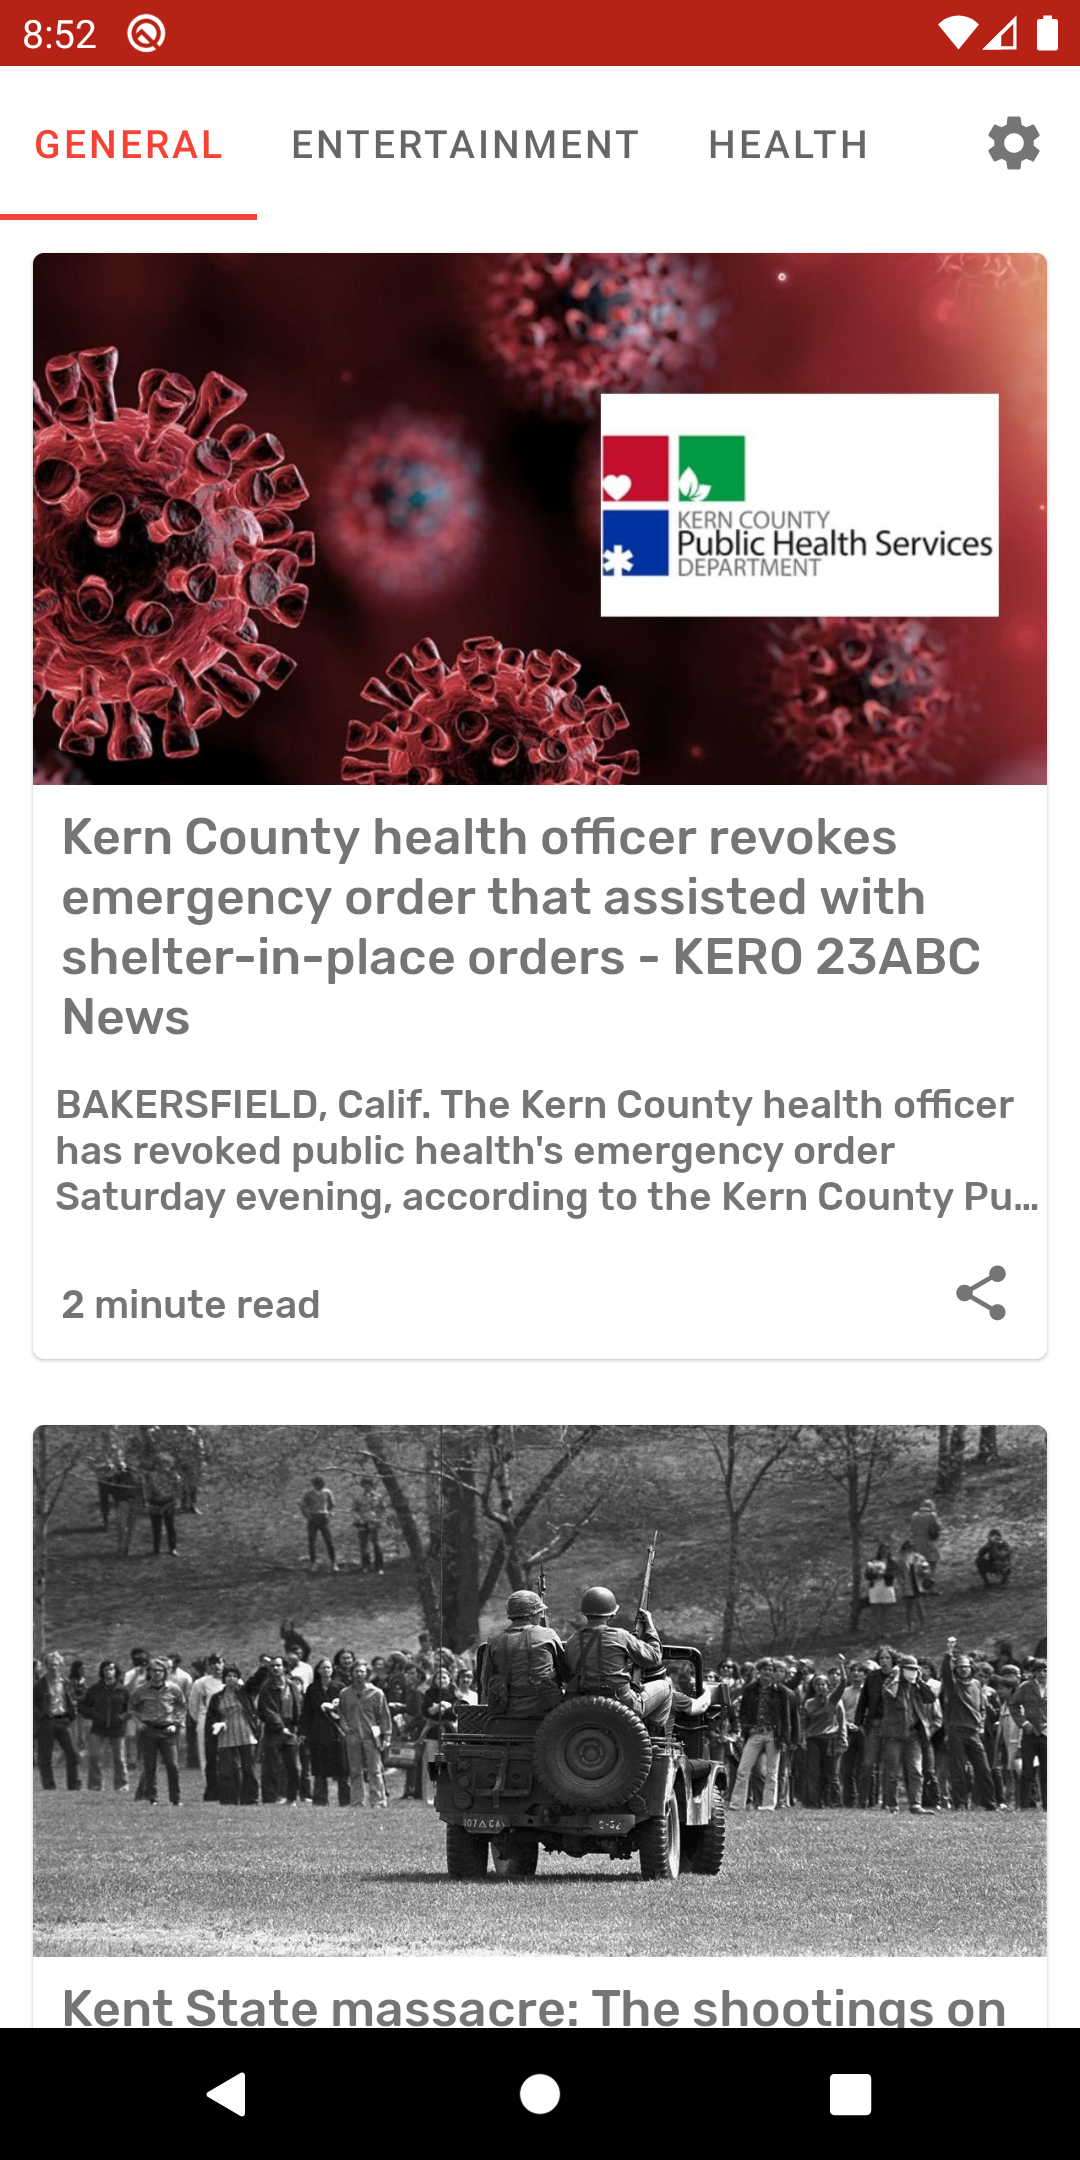 8:52
GENERAL ENTERTAINMENT HEALTH
KERN COUNTY
Public Health Services
DEPARTMENT
Kern County health officer revokes
emergency order that assisted with
shelter-in-place orders - KERO 23ABC
News
BAKERSFIELD, Calif. The Kern County health officer
has revoked public health's emergency order
Saturday evening, according to the Kern County Pu...
2 minute read
Kent State massacre: The shootings on